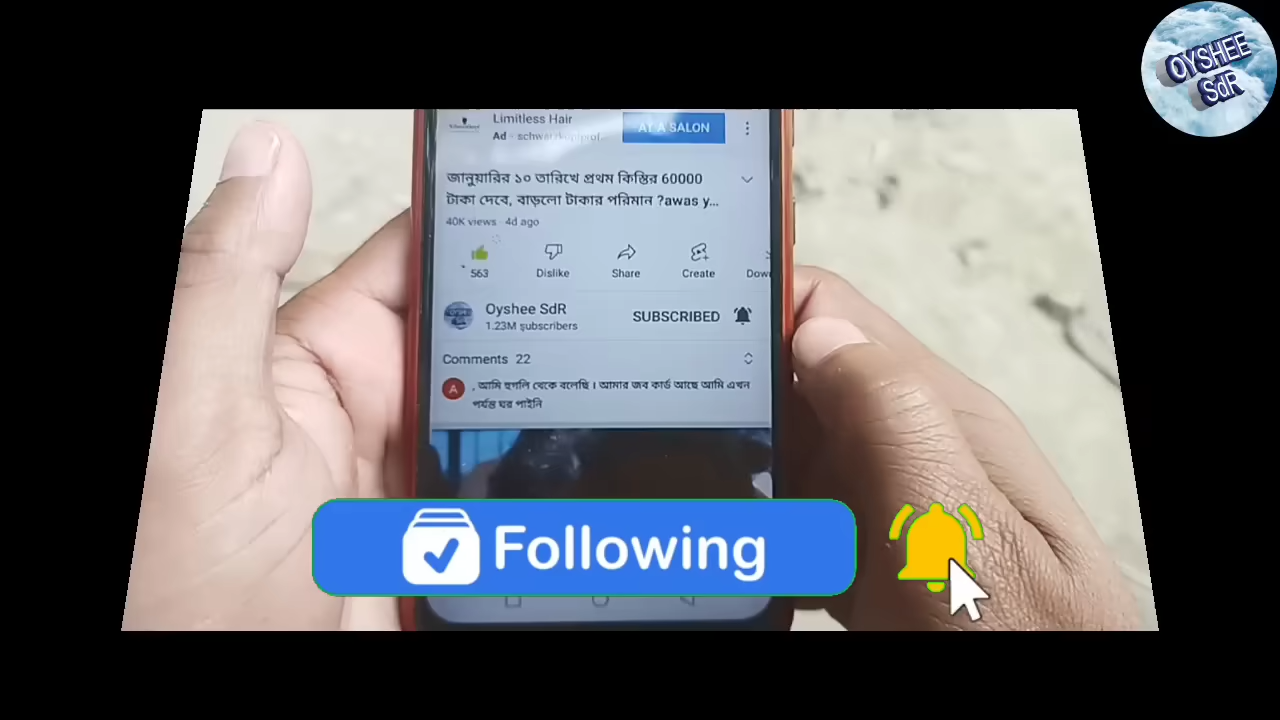 OYSHEE
SdR
Limitless Hair
Ad
AT A SALON
জানুয়ারির ১০ তারিখে প্রথম কিস্তির 60000
টাকা দেবে, বাড়লো টাকার পরিমান ?awas y...
40K views · 4d ago
563 Dislike Share Create
Oyshee SdR
1.23M subscribers
SUBSCRIBED
Comments 22
A
. আমি হুগলি থেকে বলেছি । আমার জব কার্ড আছে আমি এখন
পর্যন্ত ঘর পাইনি
Following